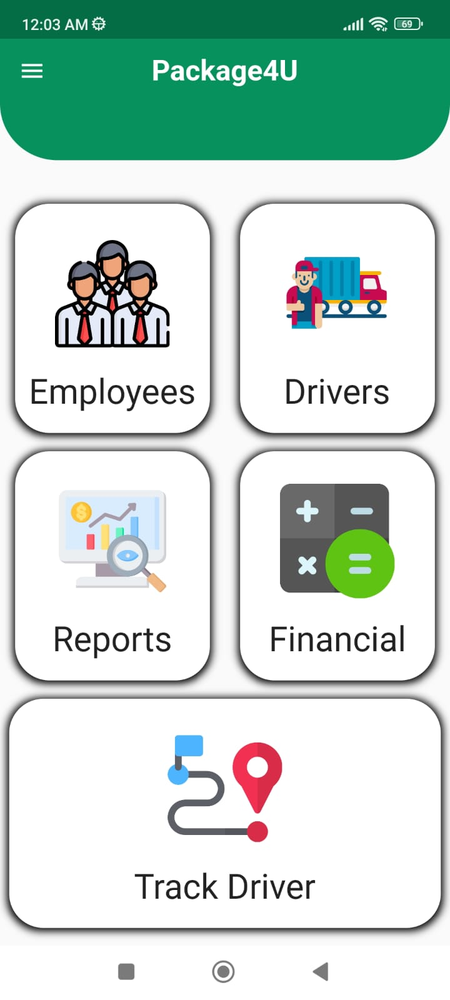 12:03 AM
69
Package4U
Employees
Drivers
Reports
Financial
Track Driver